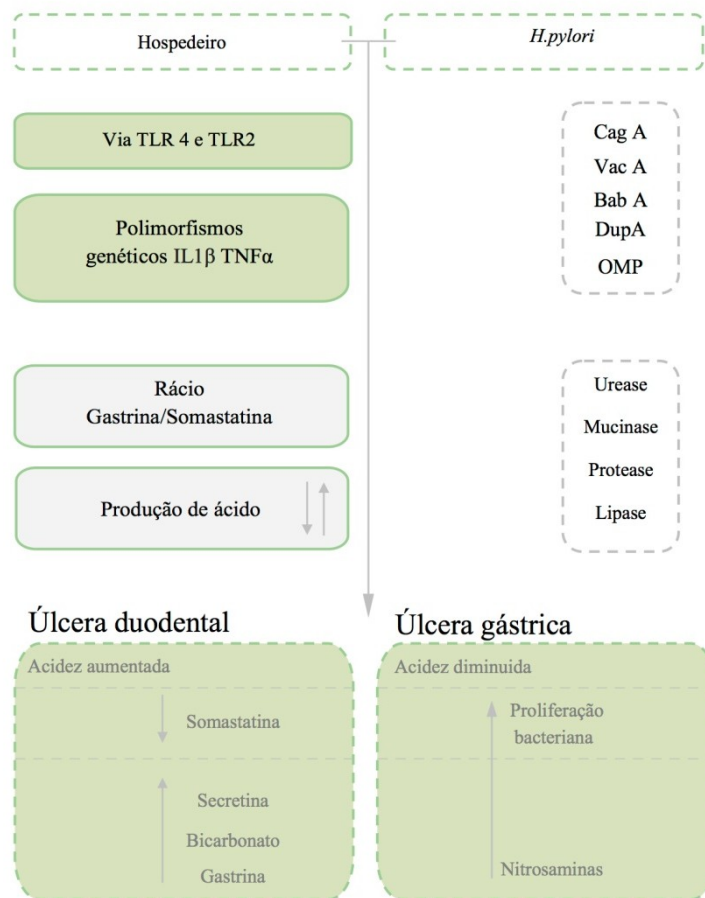 Hospedeiro
H.pylori
Via TLR 4 e TLR2
Polimorfismos
genéticos IL1β TNFα
Cag A
Vac A
Bab A
DupA
OMP
Rácio
Gastrina/Somastatina
Produção de ácido
Urease
Mucinase
Protease
Lipase
Úlcera duodental
Acidez aumentada
Somastatina
Secretina
Bicarbonato
Gastrina
Úlcera gástrica
Acidez diminuida
Proliferação
bacteriana
Nitrosaminas